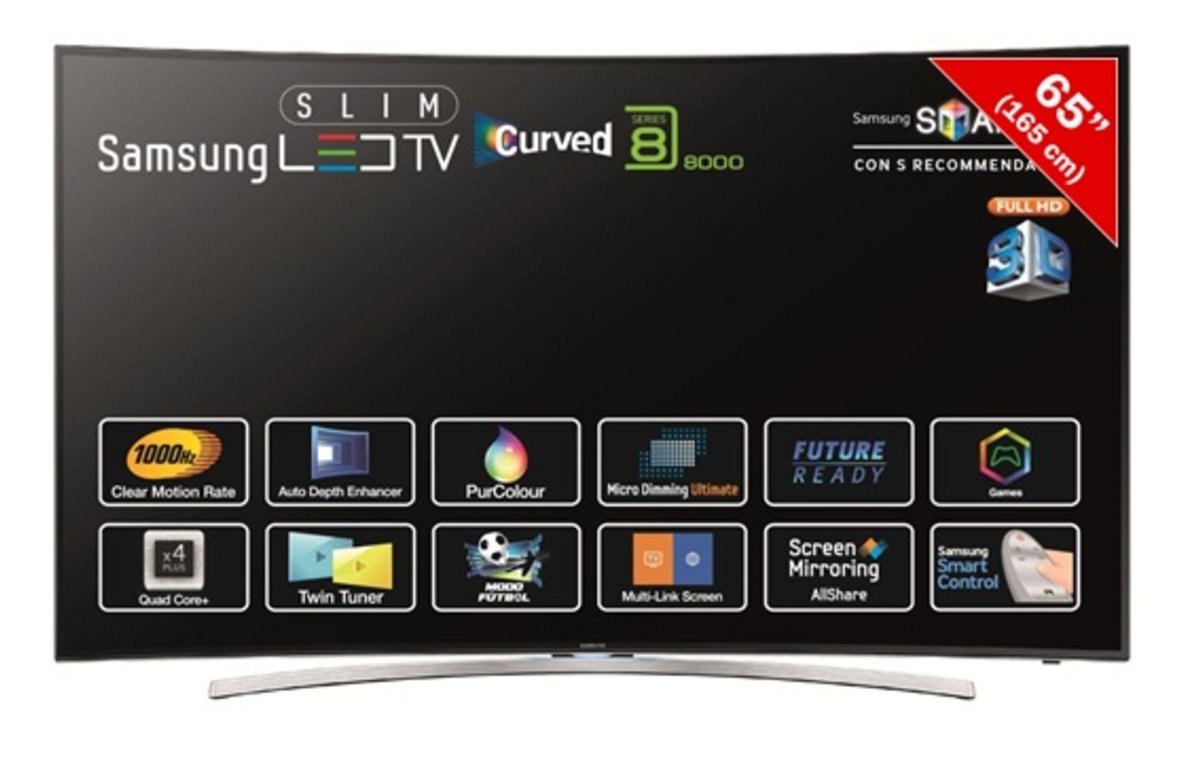 SLIM
Samsung LED TV
Curved
SERIES
8
8000
Samsung
CON S RECOMMENDA
65”
(165 cm)
FULL HD
3D
1000Hz
Clear Motion Rate
Auto Depth Enhancer
PurColour
Micro Dimming Ultimate
FUTURE
READY
Games
x4
PLUS
Quad Core+
Twin Tuner
MODO
FÚTBOL
TV
Multi-Link Screen
Screen
Mirroring
AllShare
Samsung
Smart
Control
SAMSUNG